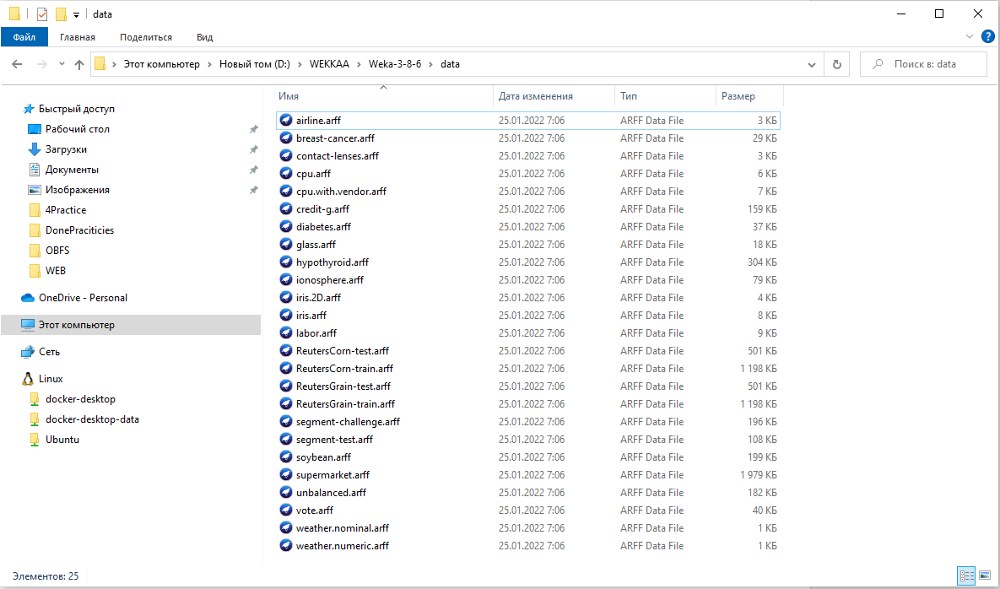 data
Файл Главная Поделиться Вид
Этот компьютер Новый том (D:) WEKKAA Weka-3-8-6 data
Поиск в: data
Быстрый доступ
Рабочий стол
Загрузки
Документы
Изображения
4Practice
DonePraciticies
OBFS
WEB
OneDrive - Personal
Этот компьютер
Сеть
Linux
docker-desktop
docker-desktop-data
Ubuntu
Имя Дата изменения Тип Размер
airline.arff 25.01.2022 7:06 ARFF Data File 3 КБ
breast-cancer.arff 25.01.2022 7:06 ARFF Data File 29 КБ
contact-lenses.arff 25.01.2022 7:06 ARFF Data File 3 КБ
cpu.arff 25.01.2022 7:06 ARFF Data File 6 КБ
cpu.with.vendor.arff 25.01.2022 7:06 ARFF Data File 7 КБ
credit-g.arff 25.01.2022 7:06 ARFF Data File 159 КБ
diabetes.arff 25.01.2022 7:06 ARFF Data File 37 КБ
glass.arff 25.01.2022 7:06 ARFF Data File 18 КБ
hypothyroid.arff 25.01.2022 7:06 ARFF Data File 304 КБ
ionosphere.arff 25.01.2022 7:06 ARFF Data File 79 КБ
iris.2D.arff 25.01.2022 7:06 ARFF Data File 4 КБ
iris.arff 25.01.2022 7:06 ARFF Data File 8 КБ
labor.arff 25.01.2022 7:06 ARFF Data File 9 КБ
ReutersCorn-test.arff 25.01.2022 7:06 ARFF Data File 501 КБ
ReutersCorn-train.arff 25.01.2022 7:06 ARFF Data File 1 198 КБ
ReutersGrain-test.arff 25.01.2022 7:06 ARFF Data File 501 КБ
ReutersGrain-train.arff 25.01.2022 7:06 ARFF Data File 1 198 КБ
segment-challenge.arff 25.01.2022 7:06 ARFF Data File 196 КБ
segment-test.arff 25.01.2022 7:06 ARFF Data File 108 КБ
soybean.arff 25.01.2022 7:06 ARFF Data File 199 КБ
supermarket.arff 25.01.2022 7:06 ARFF Data File 1 979 КБ
unbalanced.arff 25.01.2022 7:06 ARFF Data File 182 КБ
vote.arff 25.01.2022 7:06 ARFF Data File 40 КБ
weather.nominal.arff 25.01.2022 7:06 ARFF Data File 1 КБ
weather.numeric.arff 25.01.2022 7:06 ARFF Data File 1 КБ
Элементов: 25